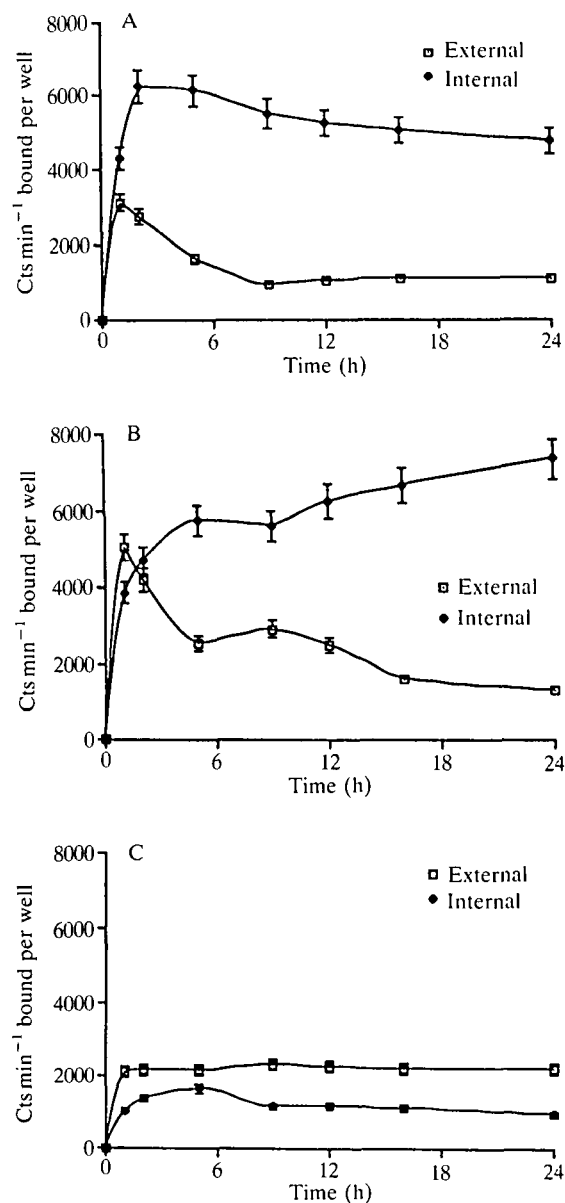 A
8000
External
Internal
6000
4000
2000
0
Cts min⁻¹ bound per well
0 6 12 18 24
Time (h)
B
8000
6000
External
Internal
4000
2000
0
Cts min⁻¹ bound per well
0 6 12 18 24
Time (h)
C
8000
External
Internal
6000
4000
2000
0
Cts min⁻¹ bound per well
0 6 12 18 24
Time (h)